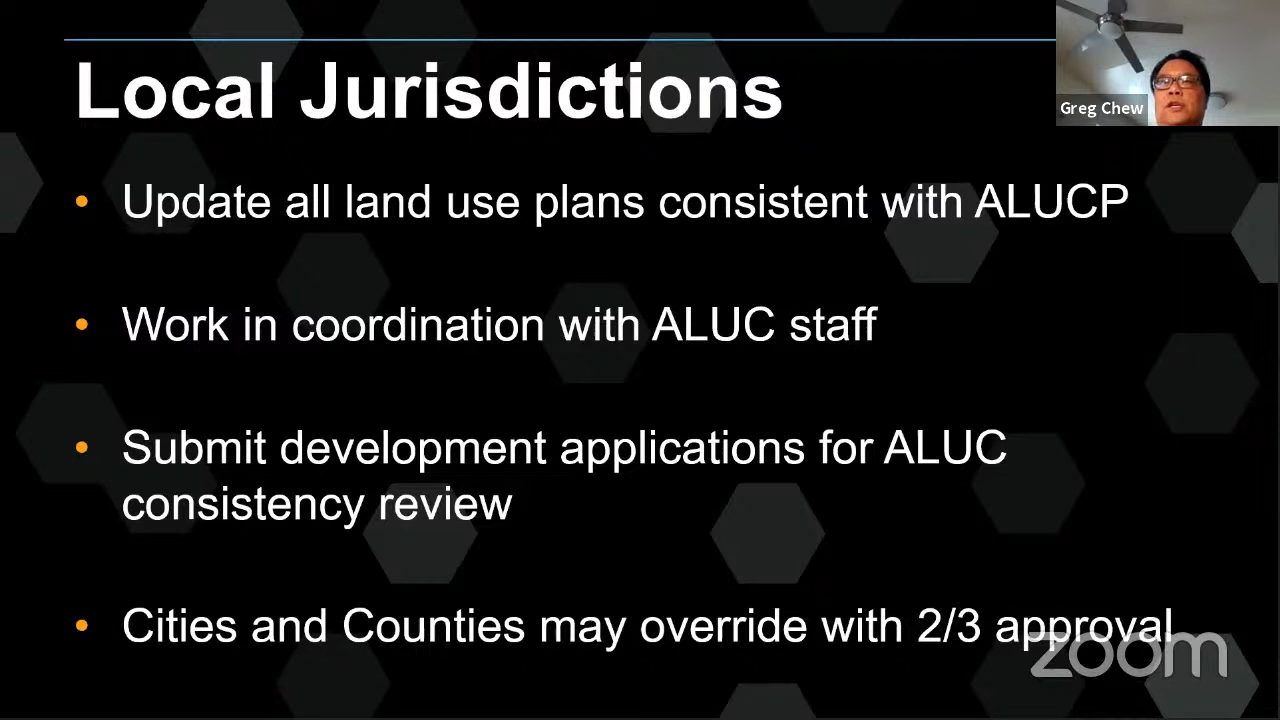 Local Jurisdictions
Greg Chew
• Update all land use plans consistent with ALUCP
• Work in coordination with ALUC staff
• Submit development applications for ALUC
consistency review
• Cities and Counties may override with 2/3 approval
zoom